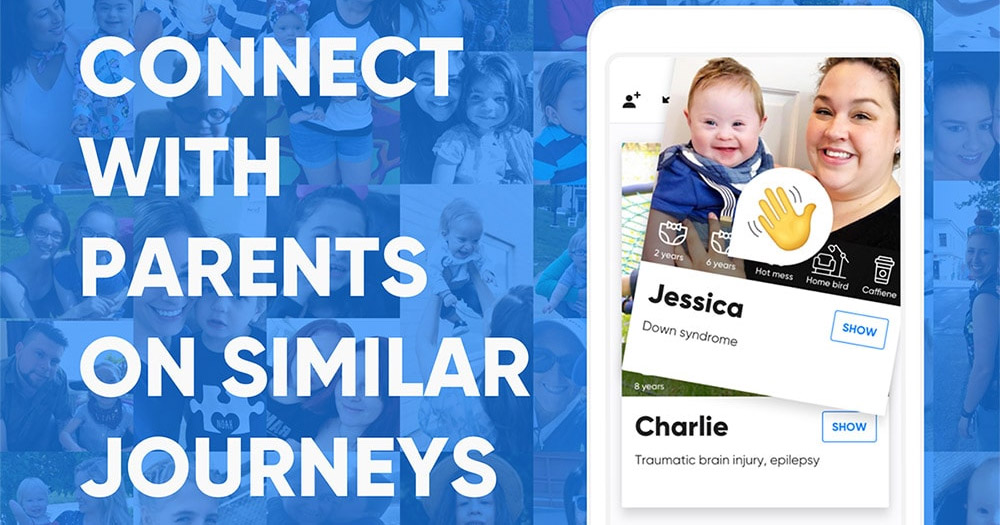 CONNECT
WITH
PARENTS
ON SIMILAR
JOURNEYS
2 years
6 years
Hot mess
Home bird
Caffiene
Jessica
SHOW
Down syndrome
8 years
Charlie
SHOW
Traumatic brain injury, epilepsy
NOAH